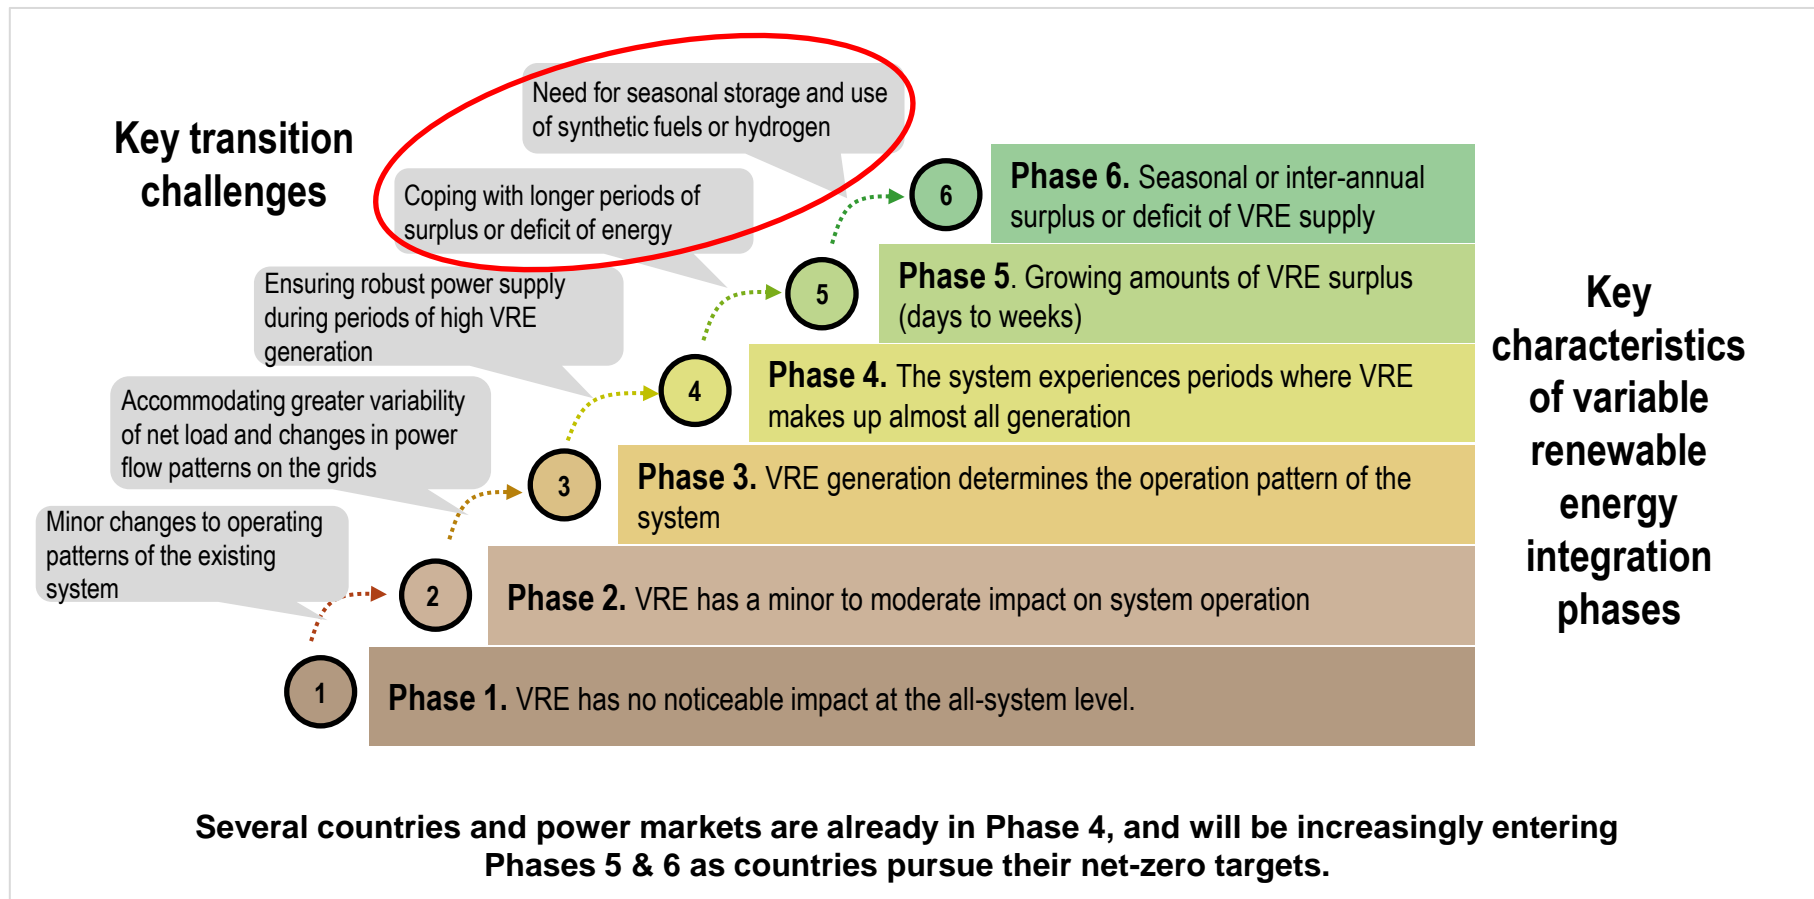 Key transition
challenges
Need for seasonal storage and use
of synthetic fuels or hydrogen
Coping with longer periods of
surplus or deficit of energy
Ensuring robust power supply
during periods of high VRE
generation
Accommodating greater variability
of net load and changes in power
flow patterns on the grids
Minor changes to operating
patterns of the existing
system
6
Phase 6. Seasonal or inter-annual
surplus or deficit of VRE supply
5
Phase 5. Growing amounts of VRE surplus
(days to weeks)
4
Phase 4. The system experiences periods where VRE
makes up almost all generation
3
Phase 3. VRE generation determines the operation pattern of the
system
2
Phase 2. VRE has a minor to moderate impact on system operation
1
Phase 1. VRE has no noticeable impact at the all-system level.
Key
characteristics
of variable
renewable
energy
integration
phases
Several countries and power markets are already in Phase 4, and will be increasingly entering
Phases 5 & 6 as countries pursue their net-zero targets.